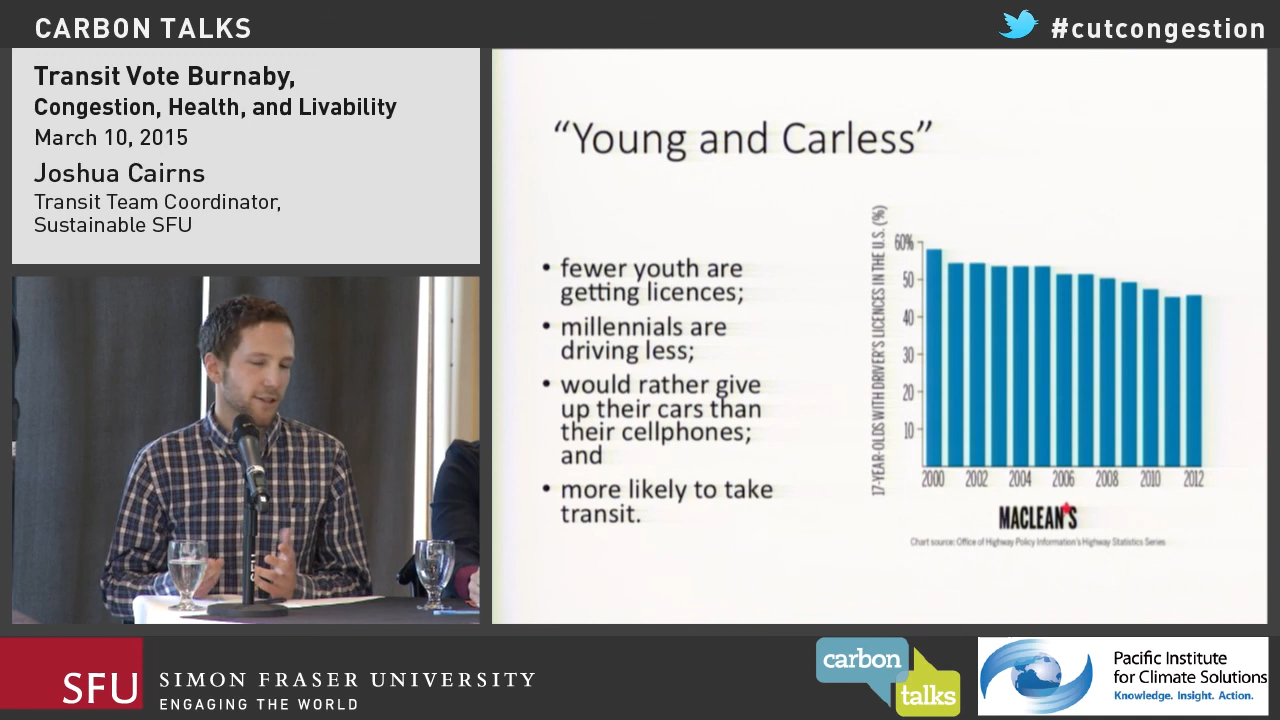 CARBON TALKS
#cutcongestion
Transit Vote Burnaby,
Congestion, Health, and Livability
March 10, 2015
Joshua Cairns
Transit Team Coordinator,
Sustainable SFU
“Young and Carless”
• fewer youth are
getting licences;
• millennials are
driving less;
• would rather give
up their cars than
their cellphones;
and
• more likely to take
transit.
17-YEAR-OLDS WITH DRIVER'S LICENCES IN THE U.S. (%)
60%
50
40
30
20
10
2000 2002 2004 2006 2008 2010 2012
MACLEAN'S
Chart source: Office of Highway Policy Information's Highway Statistics Series
SFU
SIMON FRASER UNIVERSITY
ENGAGING THE WORLD
carbon
talks
Pacific Institute
for Climate Solutions
Knowledge. Insight. Action.